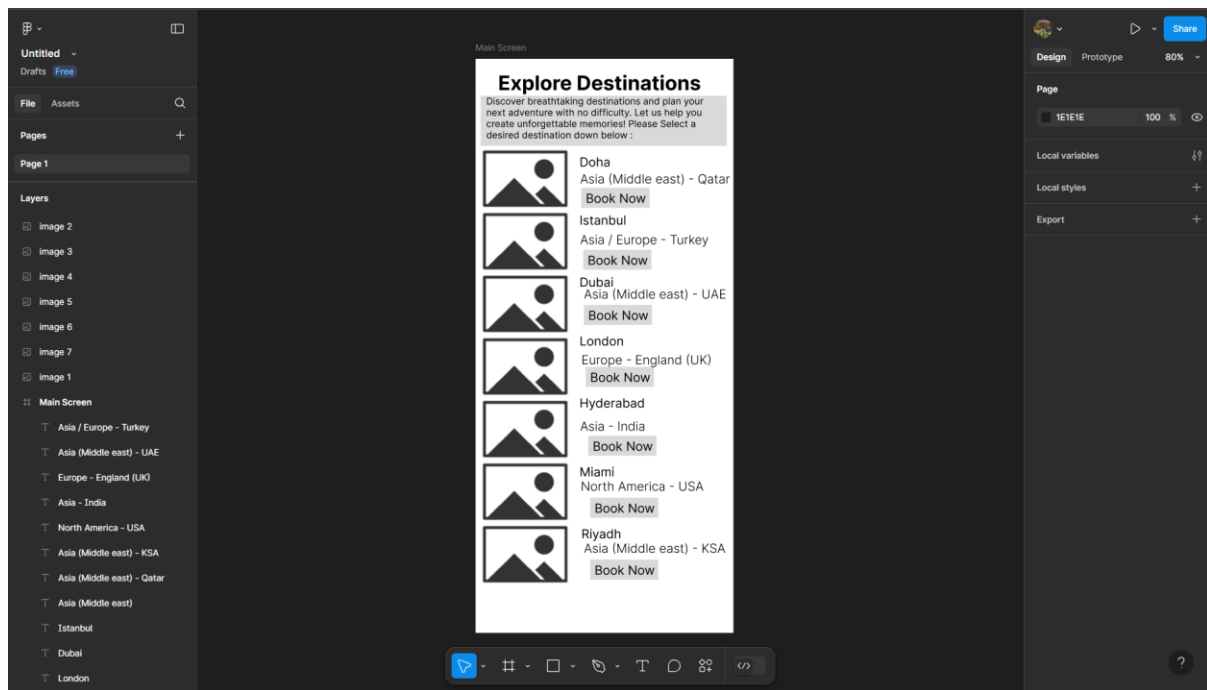 Untitled
Drafts Free
File Assets
Pages
Page 1
Layers
image 2
image 3
image 4
image 5
image 6
image 7
image 1
Main Screen
Asia / Europe - Turkey
Asia (Middle east) - UAE
Europe - England (UK)
Asia - India
North America - USA
Asia (Middle east) - KSA
Asia (Middle east) - Qatar
Asia (Middle east)
Istanbul
Dubai
London
Main Screen
Explore Destinations
Discover breathtaking destinations and plan your
next adventure with no difficulty. Let us help you
create unforgettable memories! Please Select a
desired destination down below :
Doha
Asia (Middle east) - Qatar
Book Now
Istanbul
Asia / Europe - Turkey
Book Now
Dubai
Asia (Middle east) - UAE
Book Now
London
Europe - England (UK)
Book Now
Hyderabad
Asia - India
Book Now
Miami
North America - USA
Book Now
Riyadh
Asia (Middle east) - KSA
Book Now
Share
Design Prototype 80%
Page
1E1E1E 100 %
Local variables
Local styles
Export
?